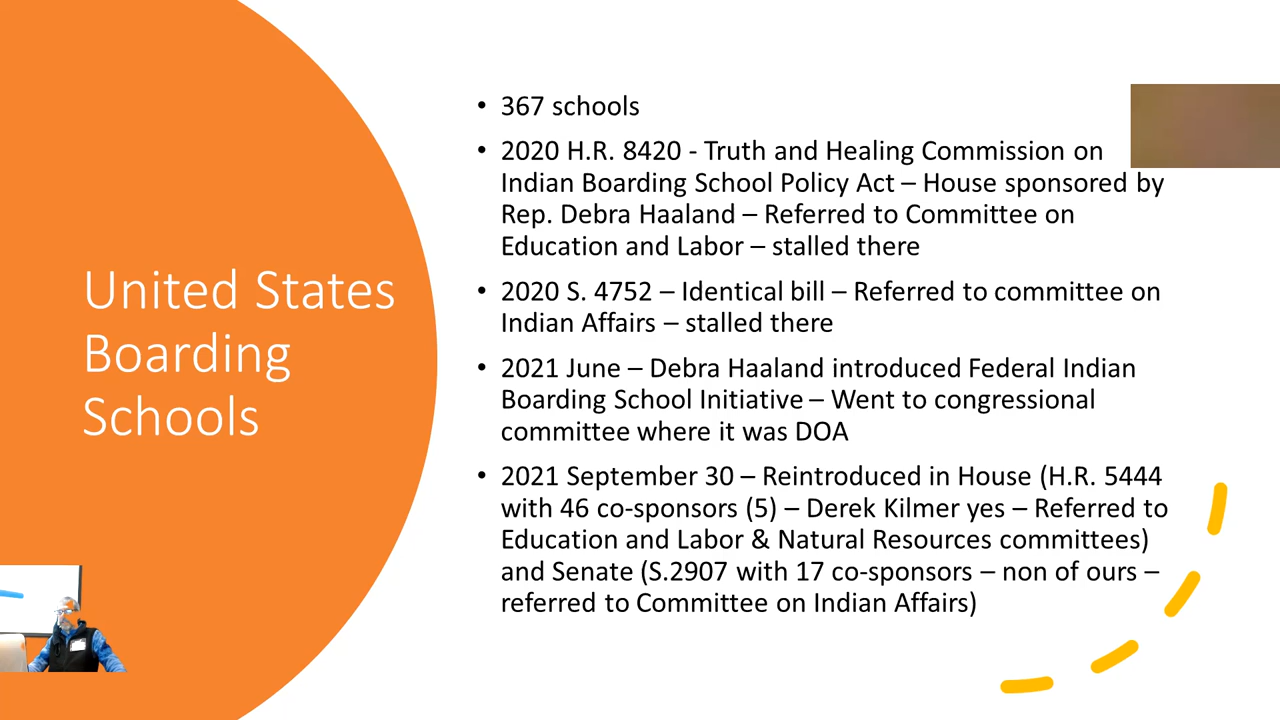 United States
Boarding
Schools
• 367 schools
• 2020 H.R. 8420 - Truth and Healing Commission on
Indian Boarding School Policy Act – House sponsored by
Rep. Debra Haaland – Referred to Committee on
Education and Labor – stalled there
• 2020 S. 4752 – Identical bill – Referred to committee on
Indian Affairs – stalled there
• 2021 June – Debra Haaland introduced Federal Indian
Boarding School Initiative – Went to congressional
committee where it was DOA
• 2021 September 30 – Reintroduced in House (H.R. 5444
with 46 co-sponsors (5) – Derek Kilmer yes – Referred to
Education and Labor & Natural Resources committees)
and Senate (S.2907 with 17 co-sponsors – non of ours –
referred to Committee on Indian Affairs)